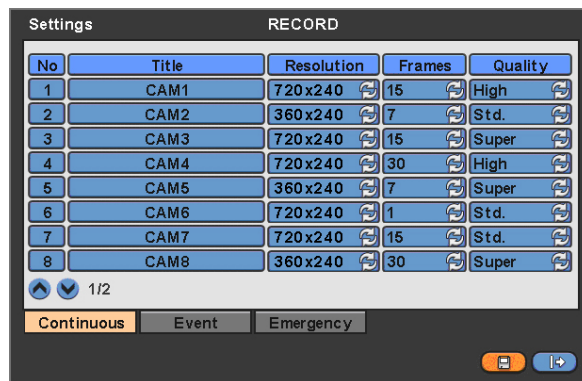 Settings RECORD
No Title Resolution Frames Quality
1 CAM1 720x240 15 High
2 CAM2 360x240 7 Std.
3 CAM3 720x240 15 Super
4 CAM4 720x240 30 High
5 CAM5 360x240 7 Super
6 CAM6 720x240 1 Std.
7 CAM7 720x240 15 Std.
8 CAM8 360x240 30 Super
1/2
Continuous Event Emergency